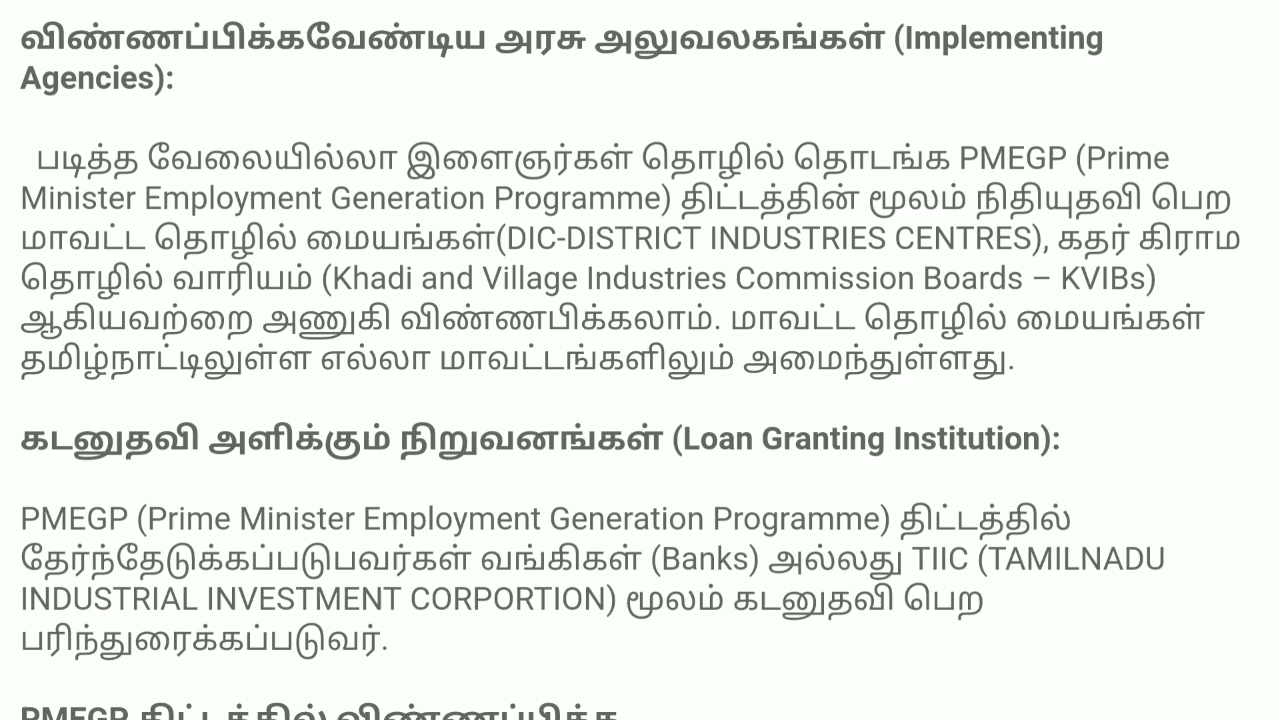 விண்ணப்பிக்கவேண்டிய அரசு அலுவலகங்கள் (Implementing
Agencies):
படித்த வேலையில்லா இளைஞர்கள் தொழில் தொடங்க PMEGP (Prime
Minister Employment Generation Programme) திட்டத்தின் மூலம் நிதியுதவி பெற
மாவட்ட தொழில் மையங்கள்(DIC-DISTRICT INDUSTRIES CENTRES), கதர் கிராம
தொழில் வாரியம் (Khadi and Village Industries Commission Boards – KVIBs)
ஆகியவற்றை அணுகி விண்ணபிக்கலாம். மாவட்ட தொழில் மையங்கள்
தமிழ்நாட்டிலுள்ள எல்லா மாவட்டங்களிலும் அமைந்துள்ளது.
கடனுதவி அளிக்கும் நிறுவனங்கள் (Loan Granting Institution):
PMEGP (Prime Minister Employment Generation Programme) திட்டத்தில்
தேர்ந்தேடுக்கப்படுபவர்கள் வங்கிகள் (Banks) அல்லது TIIC (TAMILNADU
INDUSTRIAL INVESTMENT CORPORTION) மூலம் கடனுதவி பெற
பரிந்துரைக்கப்படுவர்.
PMEGP திட்டத்தில் விண்ணப்பிக்க